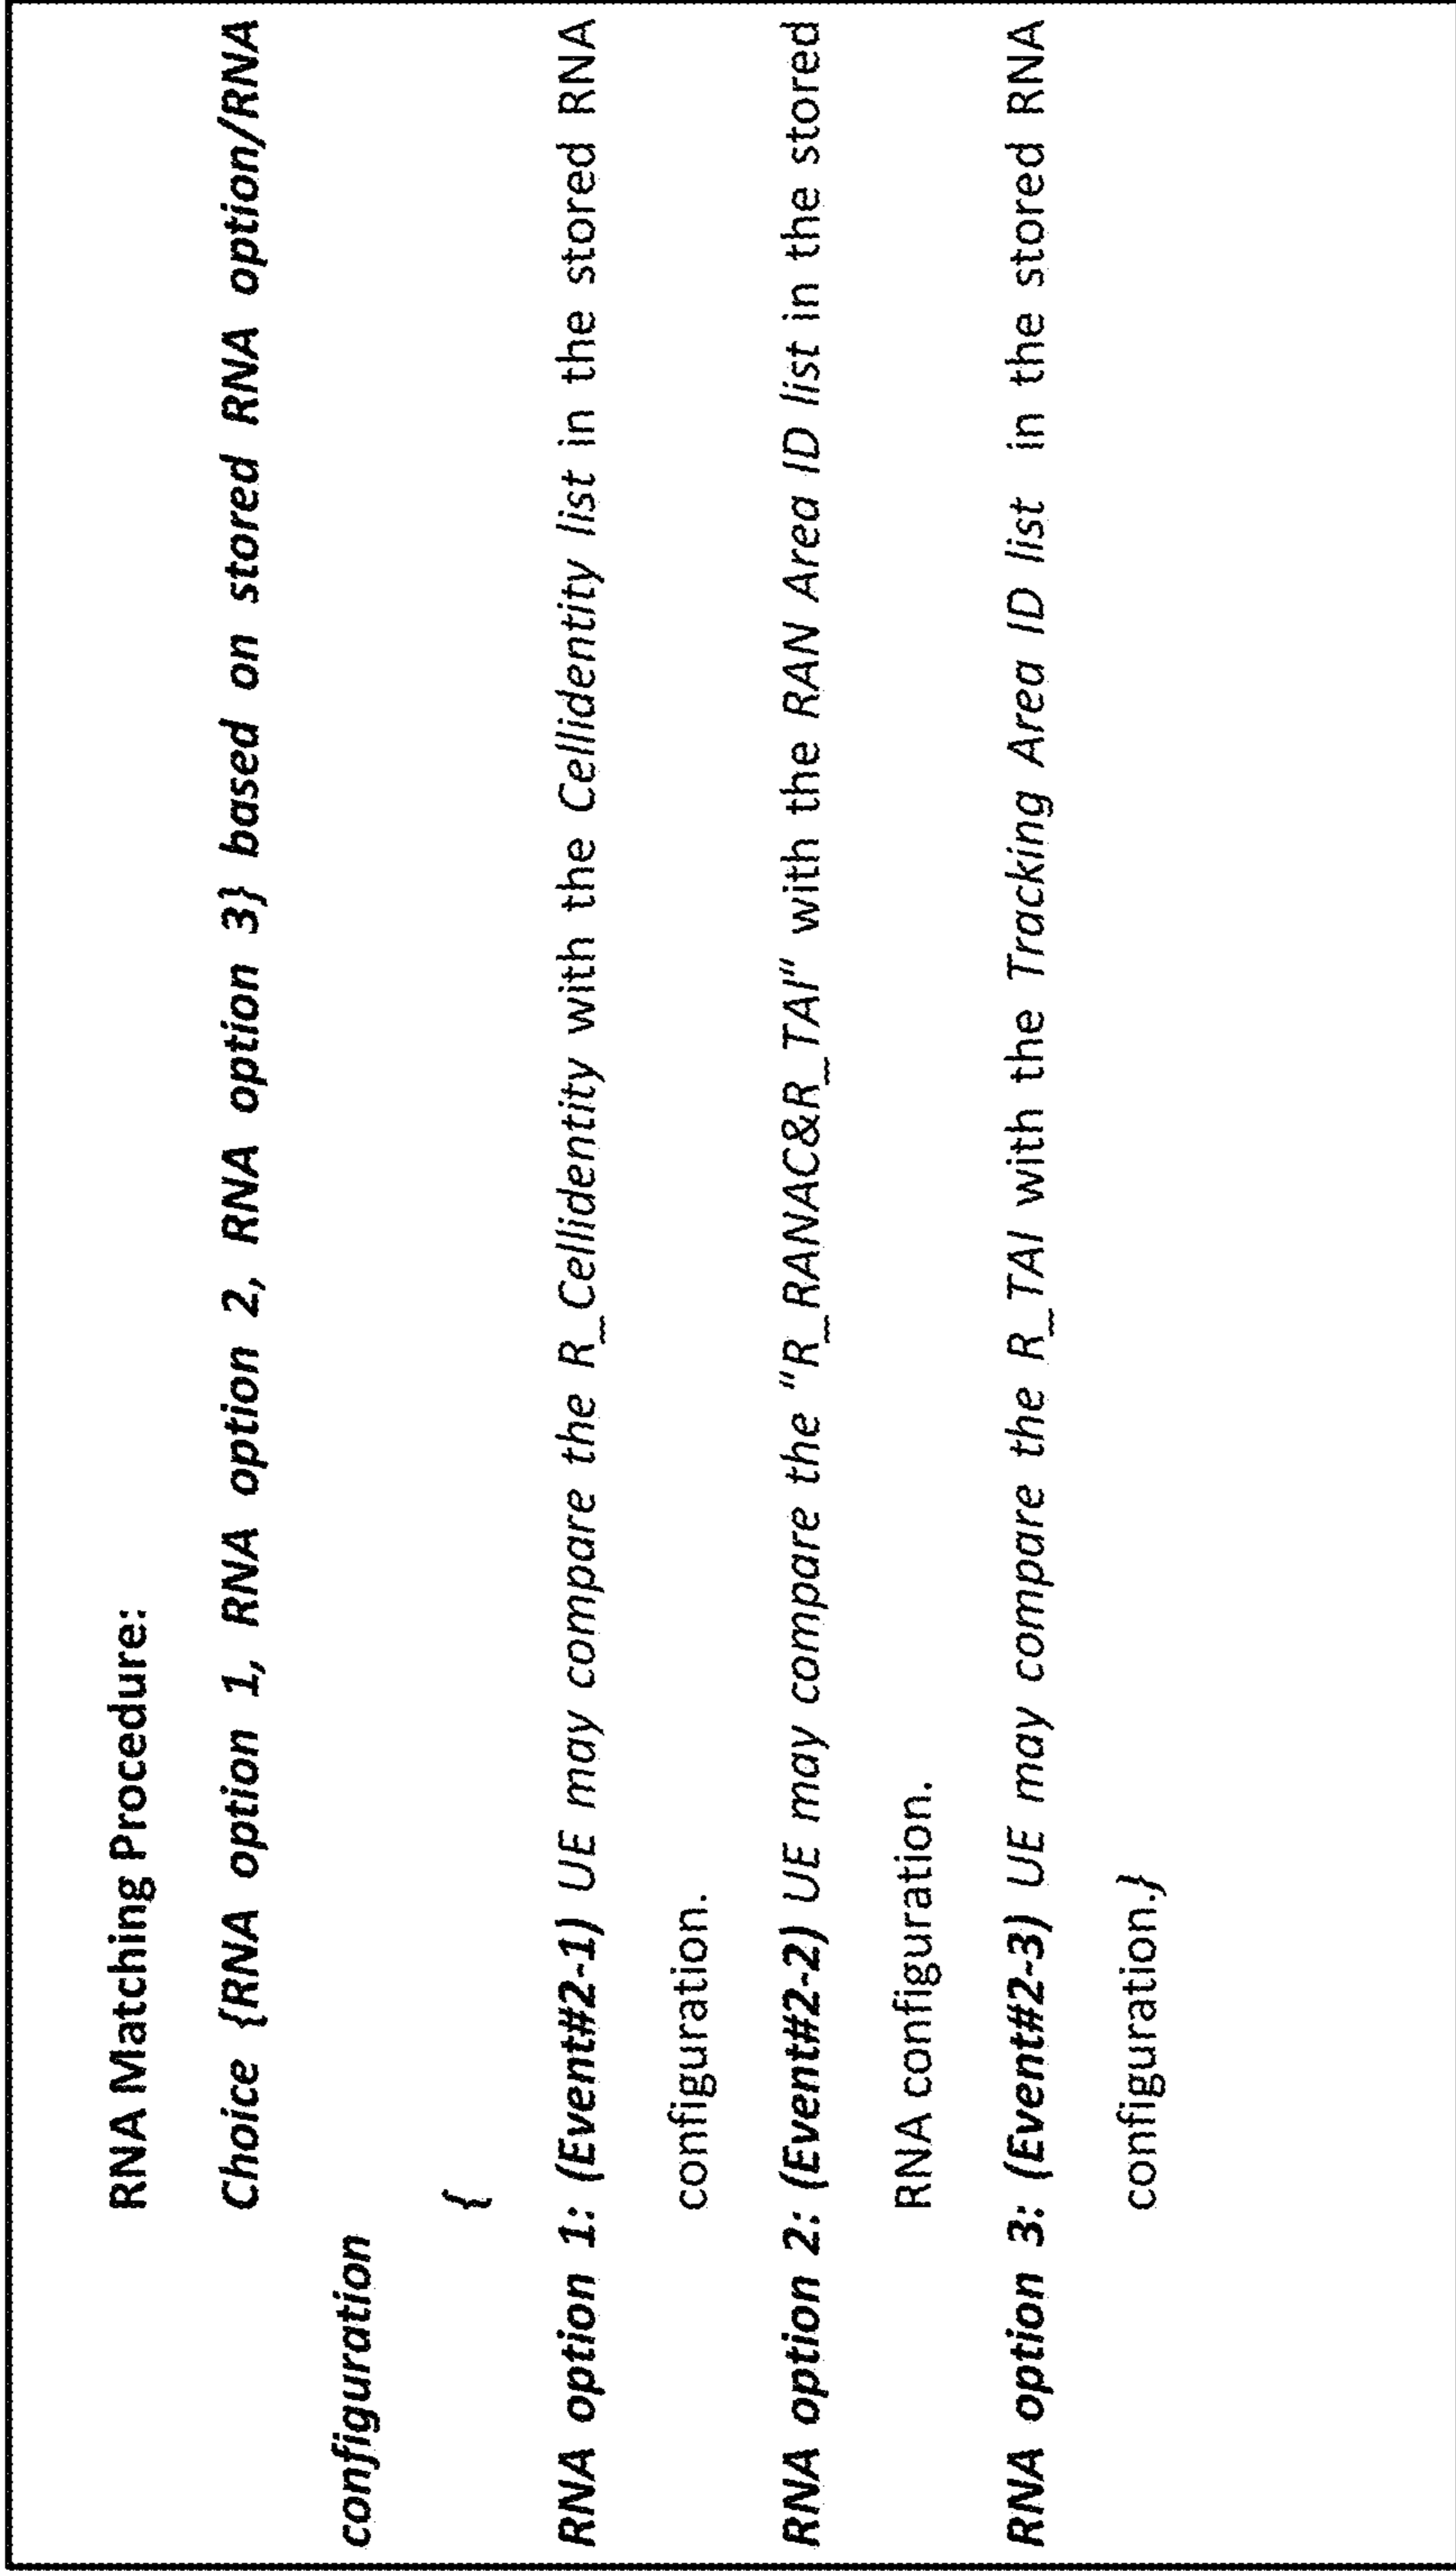 RNA Matching Procedure:
Choice {RNA option 1, RNA option 2, RNA option 3} based on stored RNA option/RNA
configuration
{
RNA option 1: (Event#2-1) UE may compare the R_Cellidentity with the Cellidentity list in the stored RNA
configuration.
RNA option 2: (Event#2-2) UE may compare the "R_RANAC&R_TAI" with the RAN Area ID list in the stored
RNA configuration.
RNA option 3: (Event#2-3) UE may compare the R_TAI with the Tracking Area ID list in the stored RNA
configuration.}